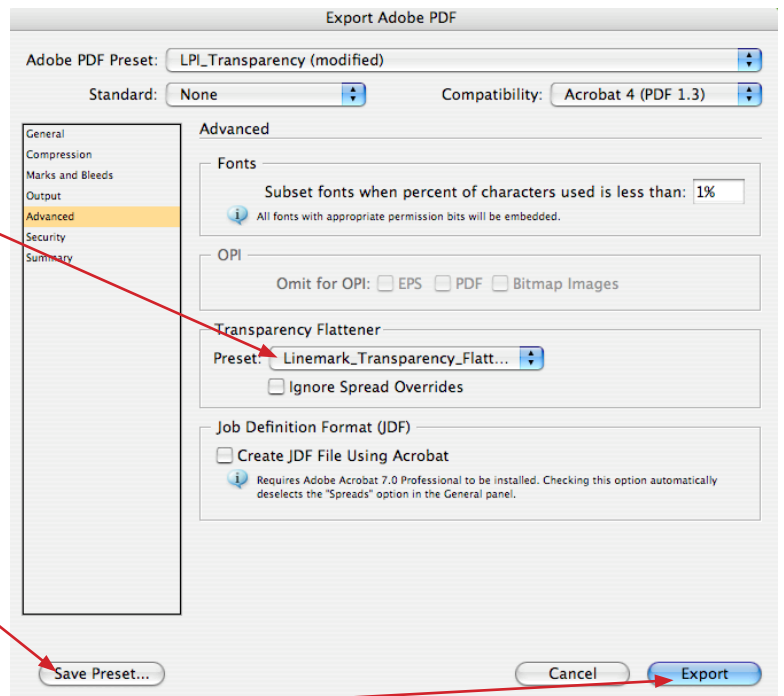 Export Adobe PDF
Adobe PDF Preset: LPI_Transparency (modified)
Standard: None Compatibility: Acrobat 4 (PDF 1.3)
General
Compression
Marks and Bleeds
Output
Advanced
Security
Summary
Advanced
Fonts
Subset fonts when percent of characters used is less than: 1%
All fonts with appropriate permission bits will be embedded.
OPI
Omit for OPI: EPS PDF Bitmap Images
Transparency Flattener
Preset: Linemark_Transparency_Flatt...
Ignore Spread Overrides
Job Definition Format (JDF)
Create JDF File Using Acrobat
Requires Adobe Acrobat 7.0 Professional to be installed. Checking this option automatically
deselects the "Spreads" option in the General panel.
Save Preset... Cancel Export